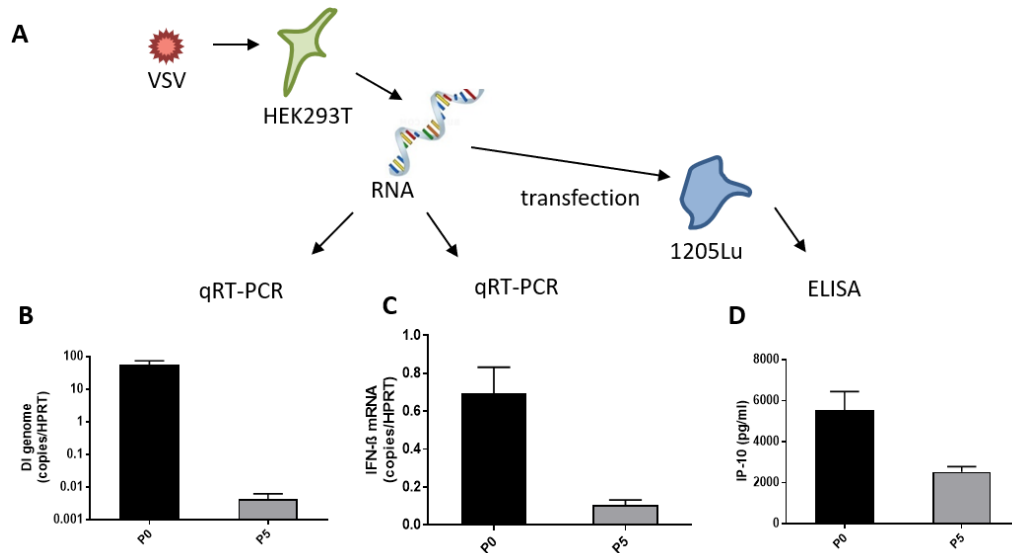 A
VSV
HEK293T
RNA
transfection
1205Lu
qRT-PCR
qRT-PCR
ELISA
B
DI genome
(copies/HPRT)
100
10
1
0.1
0.01
0.001
P0
P5
C
IFN-ß mRNA
(copies/HPRT)
1.0
0.8
0.6
0.4
0.2
0.0
P0
P5
D
IP-10 (pg/ml)
8000
6000
4000
2000
0
P0
P5